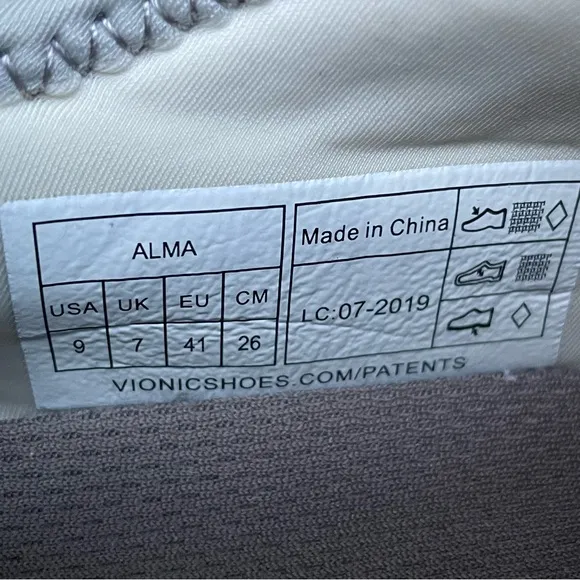 ALMA
USA UK EU CM
9 7 41 26
Made in China
LC:07-2019
VIONICSHOES.COM/PATENTS